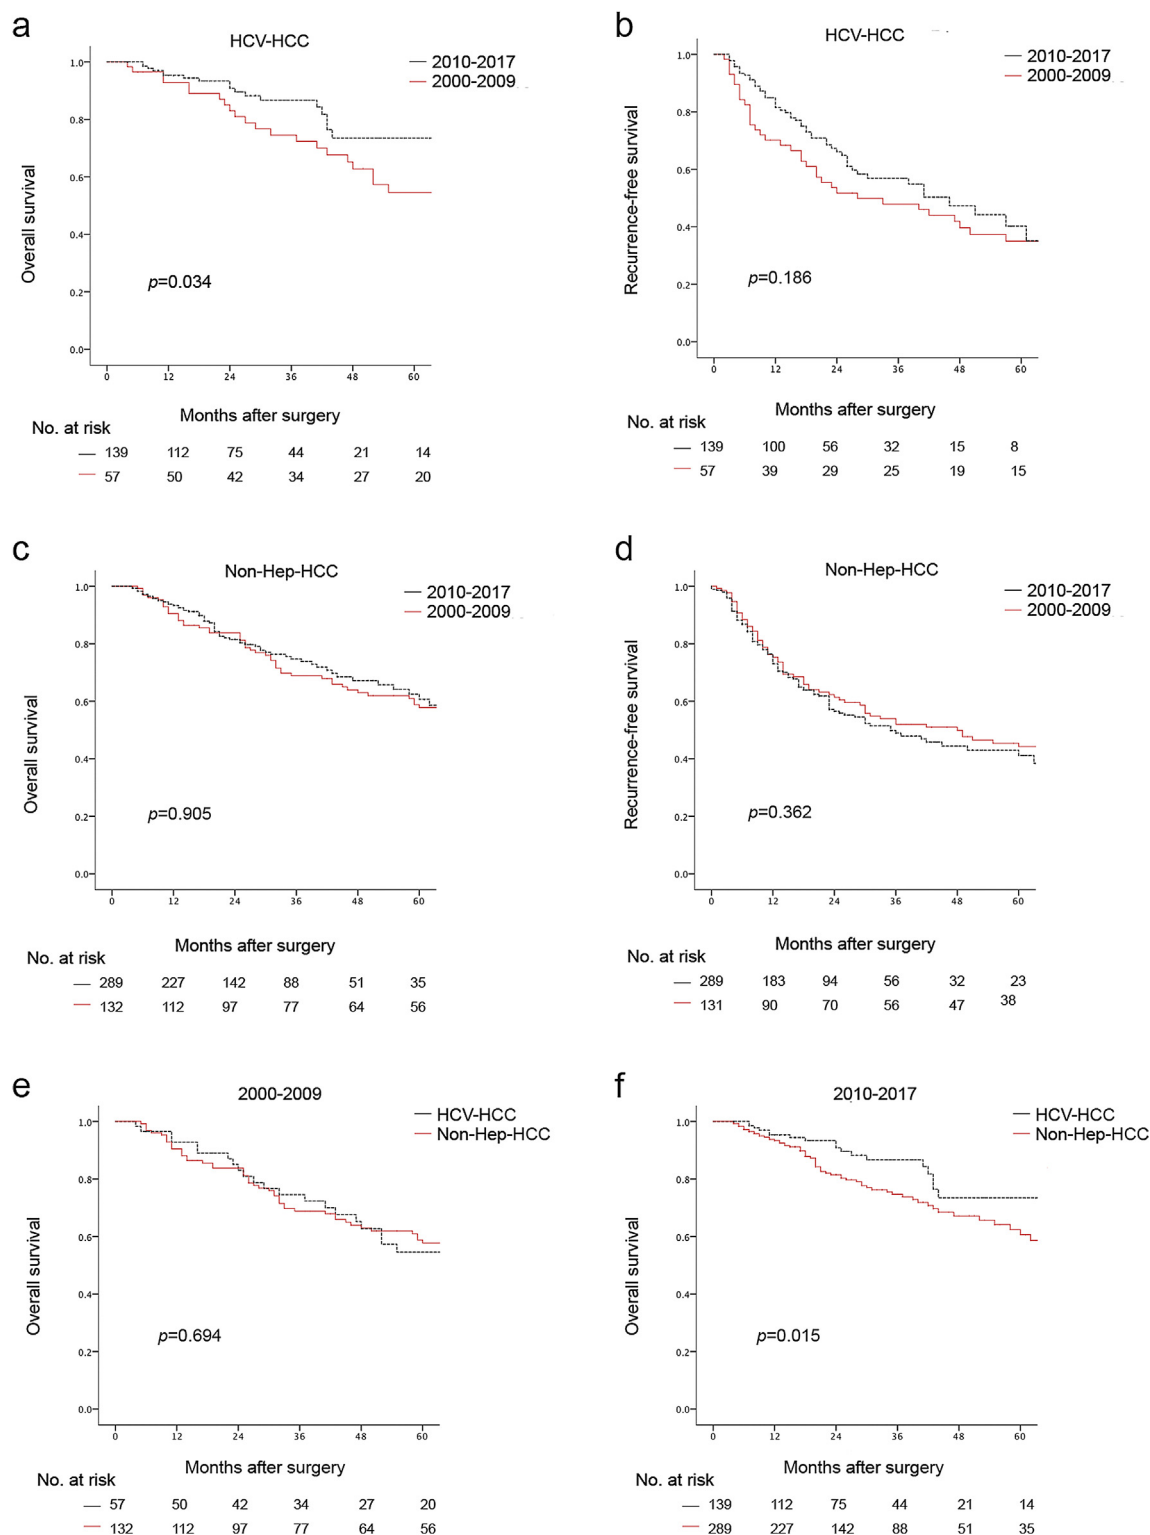 a
HCV-HCC
2010-2017
2000-2009
1.0
0.8
0.6
0.4
0.2
0.0
Overall survival
p=0.034
0 12 24 36 48 60
Months after surgery
No. at risk
139 112 75 44 21 14
57 50 42 34 27 20
b
HCV-HCC
2010-2017
2000-2009
1.0
0.8
0.6
0.4
0.2
0.0
Recurrence-free survival
p=0.186
0 12 24 36 48 60
Months after surgery
No. at risk
139 100 56 32 15 8
57 39 29 25 19 15
c
Non-Hep-HCC
2010-2017
2000-2009
1.0
0.8
0.6
0.4
0.2
0.0
Overall survival
p=0.905
0 12 24 36 48 60
Months after surgery
No. at risk
289 227 142 88 51 35
132 112 97 77 64 56
d
Non-Hep-HCC
2010-2017
2000-2009
1.0
0.8
0.6
0.4
0.2
0.0
Recurrence-free survival
p=0.362
0 12 24 36 48 60
Months after surgery
No. at risk
289 183 94 56 32 23
131 90 70 56 47 38
e
2000-2009
HCV-HCC
Non-Hep-HCC
1.0
0.8
0.6
0.4
0.2
0.0
Overall survival
p=0.694
0 12 24 36 48 60
Months after surgery
No. at risk
57 50 42 34 27 20
132 112 97 77 64 56
f
2010-2017
HCV-HCC
Non-Hep-HCC
1.0
0.8
0.6
0.4
0.2
0.0
Overall survival
p=0.015
0 12 24 36 48 60
Months after surgery
No. at risk
139 112 75 44 21 14
289 227 142 88 51 35